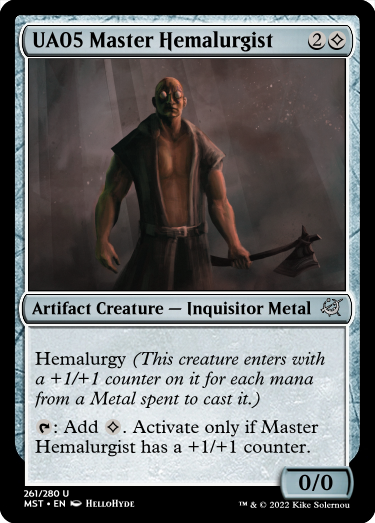 UA05 Master Hemalurgist 2
Artifact Creature — Inquisitor Metal
Hemalurgy (This creature enters with
a +1/+1 counter on it for each mana
from a Metal spent to cast it.)
: Add . Activate only if Master
Hemalurgist has a +1/+1 counter.
0/0
261/280 U
MST • EN HelloHyde
™ & © 2022 Kike Solernou